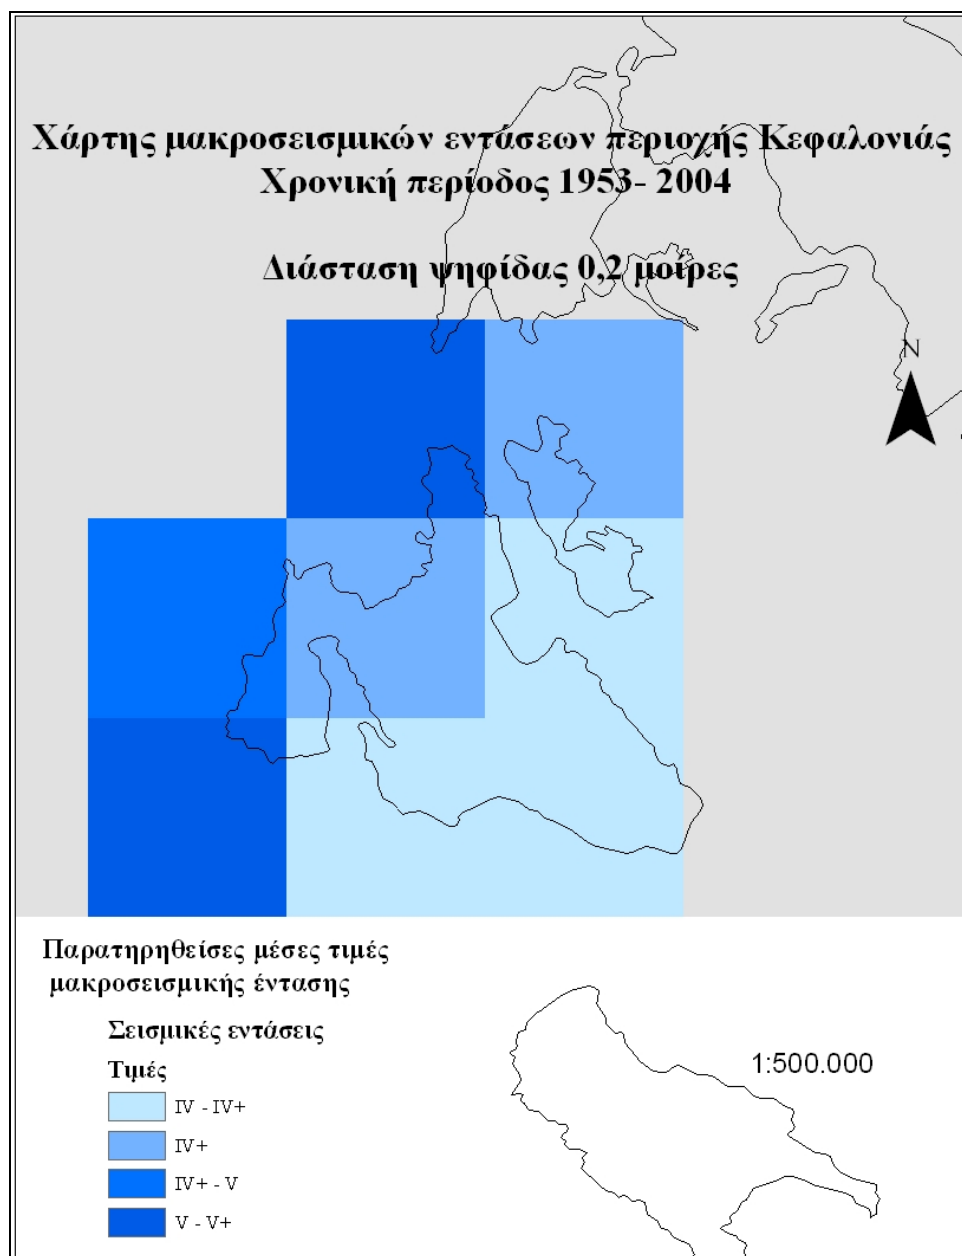 Χάρτης μακροσεισμικών εντάσεων περιοχής Κεφαλονιάς
Χρονική περίοδος 1953- 2004
Διάσταση ψηφίδας 0,2 μοίρες
N
Παρατηρηθείσες μέσες τιμές
μακροσεισμικής έντασης
Σεισμικές εντάσεις
Τιμές
IV - IV+
IV+
IV+ - V
V - V+
1:500.000